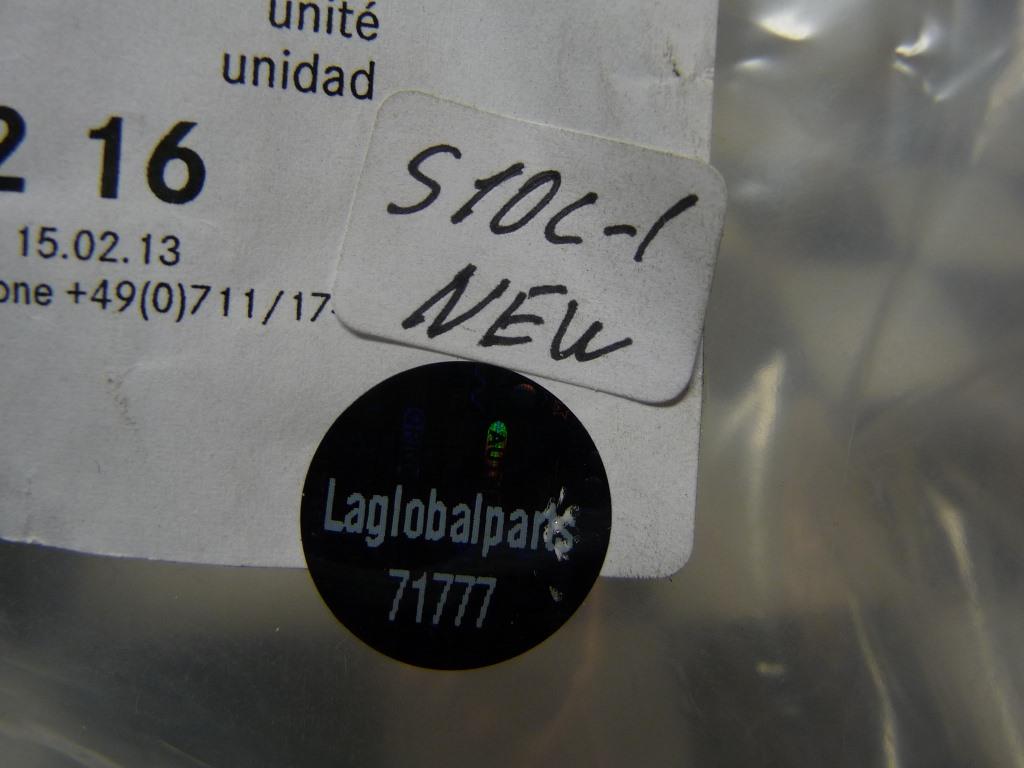 unité
unidad
2 16
15.02.13
one +49(0)711/17
S10C-1
NEW
Laglobalparts
71777